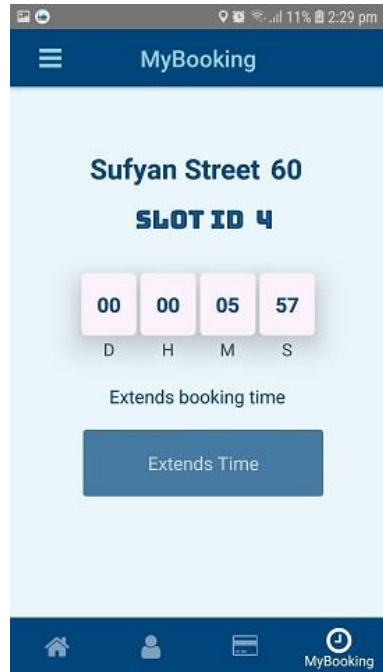 11% 2:29 pm
MyBooking
Sufyan Street 60
SLOT ID 4
00 00 05 57
D H M S
Extends booking time
Extends Time
MyBooking